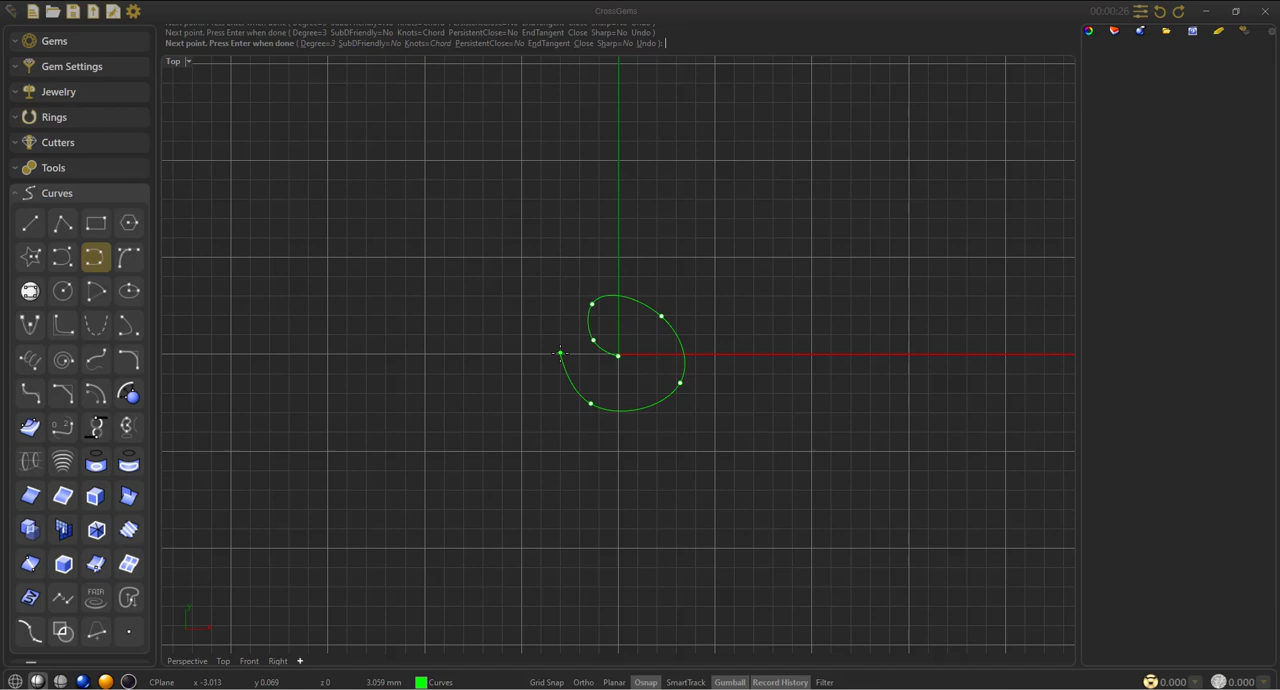 CrossGems
00:00:26
Gems
Gem Settings
Jewelry
Rings
Cutters
Tools
Curves
FAIR
Next point. Press Enter when done ( Degree=3 SubDFriendly=No Knots=Chord PersistentClose=No EndTangent Close Sharp=No Undo )
Next point. Press Enter when done ( Degree=3 SubDFriendly=No Knots=Chord PersistentClose=No EndTangent Close Sharp=No Undo ):
Top
y
x
Perspective Top Front Right
CPlane x -3.013 y 0.069 z 0 3.059 mm Curves Grid Snap Ortho Planar Osnap SmartTrack Gumball Record History Filter 0.000 0.000